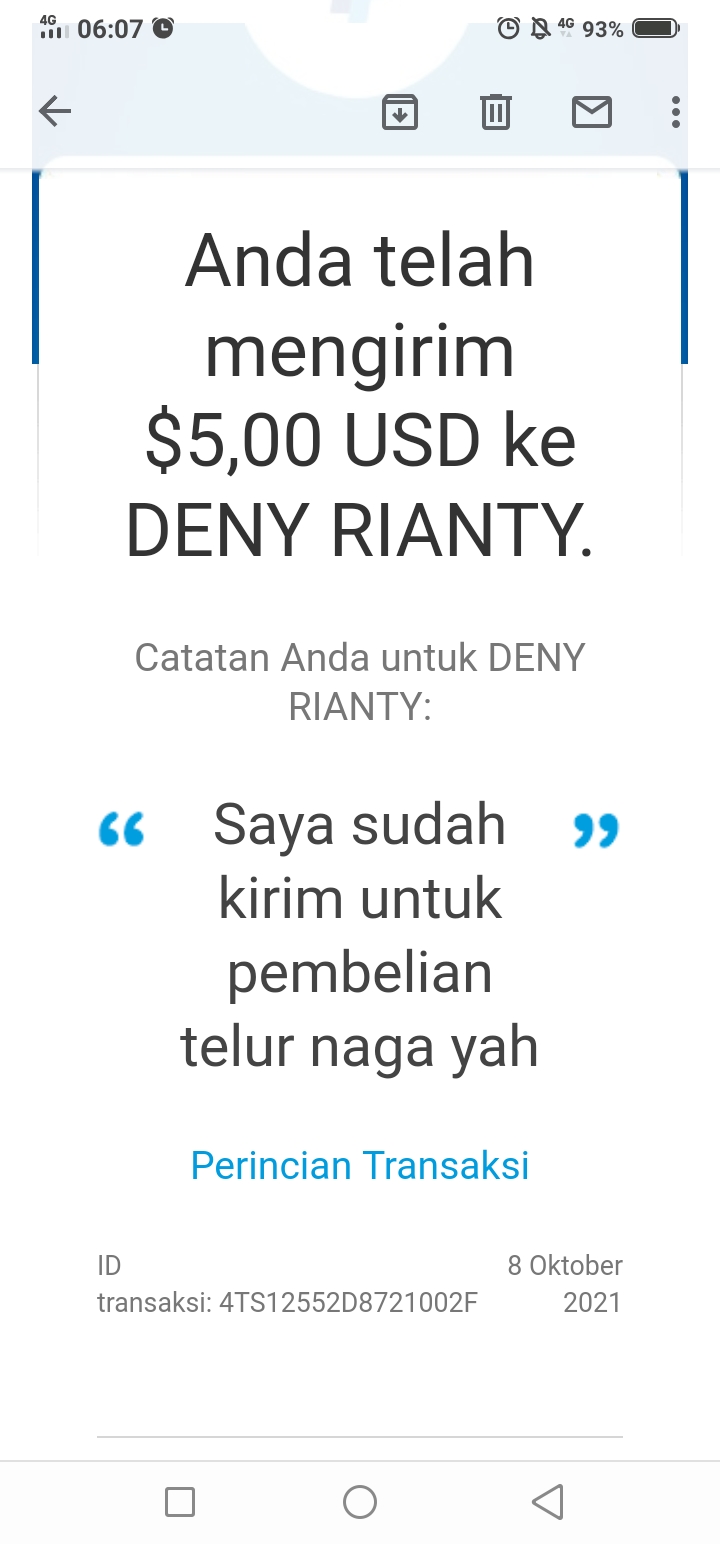 4G 06:07 4G 93%
Anda telah
mengirim
$5,00 USD ke
DENY RIANTY.
Catatan Anda untuk DENY
RIANTY:
“ Saya sudah ”
kirim untuk
pembelian
telur naga yah
Perincian Transaksi
ID 8 Oktober
transaksi: 4TS12552D8721002F 2021